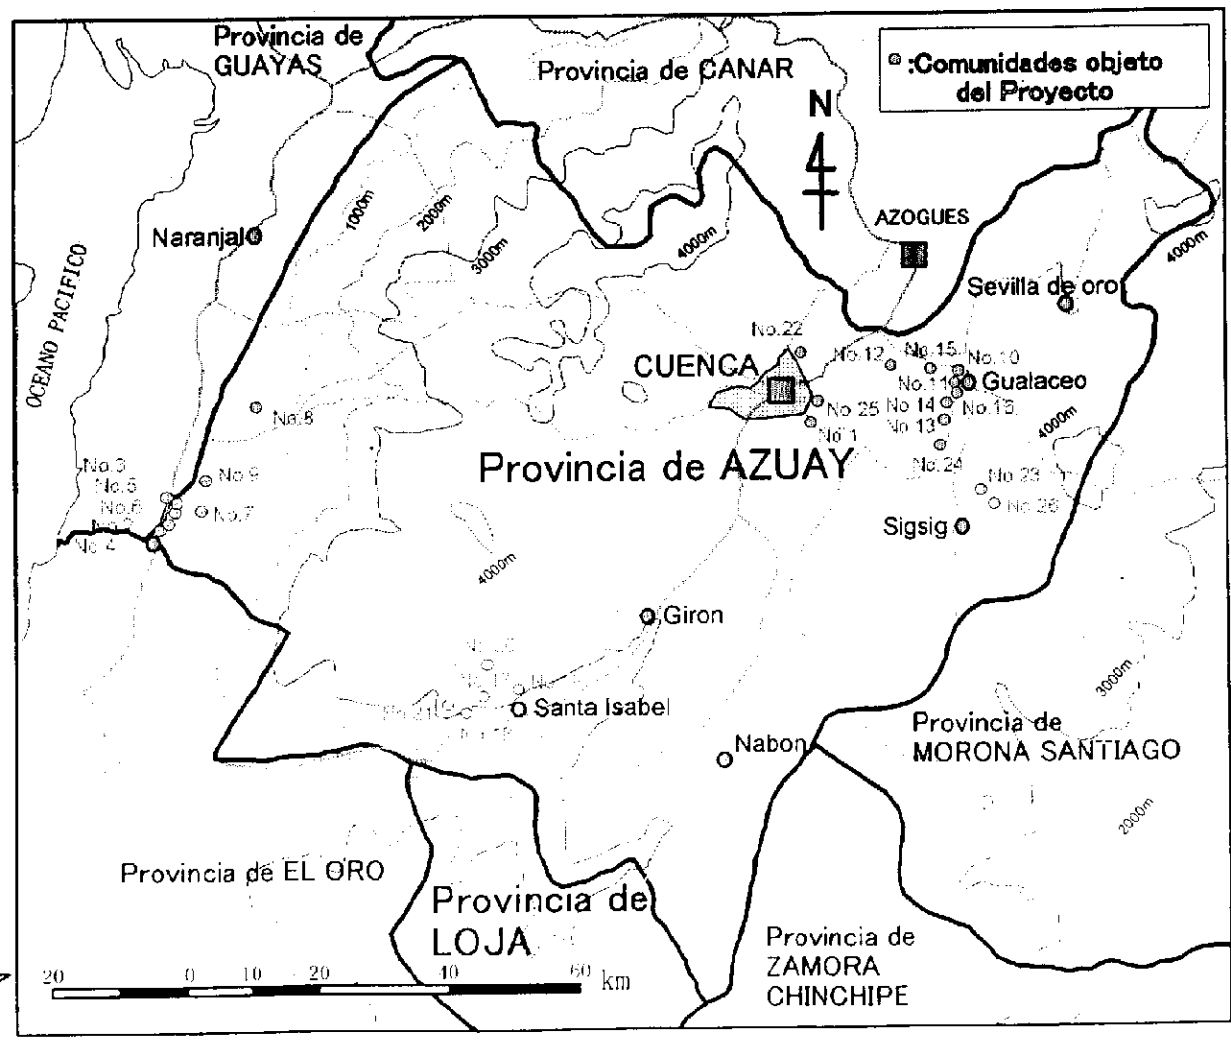 Provincia de
GUAYAS
Provincia de CANAR
:Comunidades objeto
del Proyecto
N
1000m
2000m
3000m
4000m
AZOGUES
4000m
Naranjal
OCEANO PACIFICO
Sevilla de oro
No.22
No.12
No.15
No.10
CUENCA
No.11
Gualaceo
No.8
No.25
No.14
No.1
No.13
4000m
No.24
Provincia de AZUAY
No.3
No.9
No.5
No.23
No.6
No.7
No.26
No.4
Sigsig
4000m
Giron
Santa Isabel
3000m
Nabon
Provincia de
MORONA SANTIAGO
2000m
Provincia de EL ORO
Provincia de
LOJA
Provincia de
ZAMORA
CHINCHIPE
20 0 10 20 40 60 km